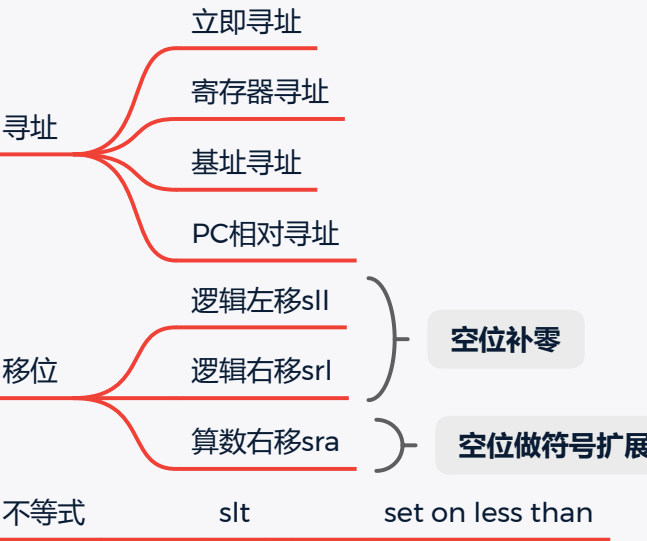 寻址
立即寻址
寄存器寻址
基址寻址
PC相对寻址
移位
逻辑左移sll
逻辑右移srl
空位补零
算数右移sra
空位做符号扩展
不等式 slt set on less than